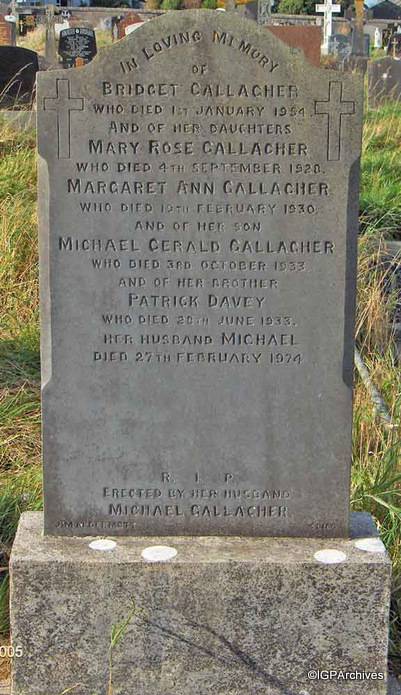 IN LOVING MEMORY
OF
BRIDGET GALLAGHER
WHO DIED 1ST JANUARY 1954
AND OF HER DAUGHTERS
MARY ROSE GALLAGHER
WHO DIED 4TH SEPTEMBER 1920.
MARGARET ANN GALLAGHER
WHO DIED 19TH FEBRUARY 1930.
AND OF HER SON
MICHAEL GERALD GALLAGHER
WHO DIED 3RD OCTOBER 1933
AND OF HER BROTHER
PATRICK DAVEY
WHO DIED 28TH JUNE 1933.
HER HUSBAND MICHAEL
DIED 27TH FEBRUARY 1974
R. I. P.
ERECTED BY HER HUSBAND
MICHAEL GALLAGHER.
005
©IGPArchives